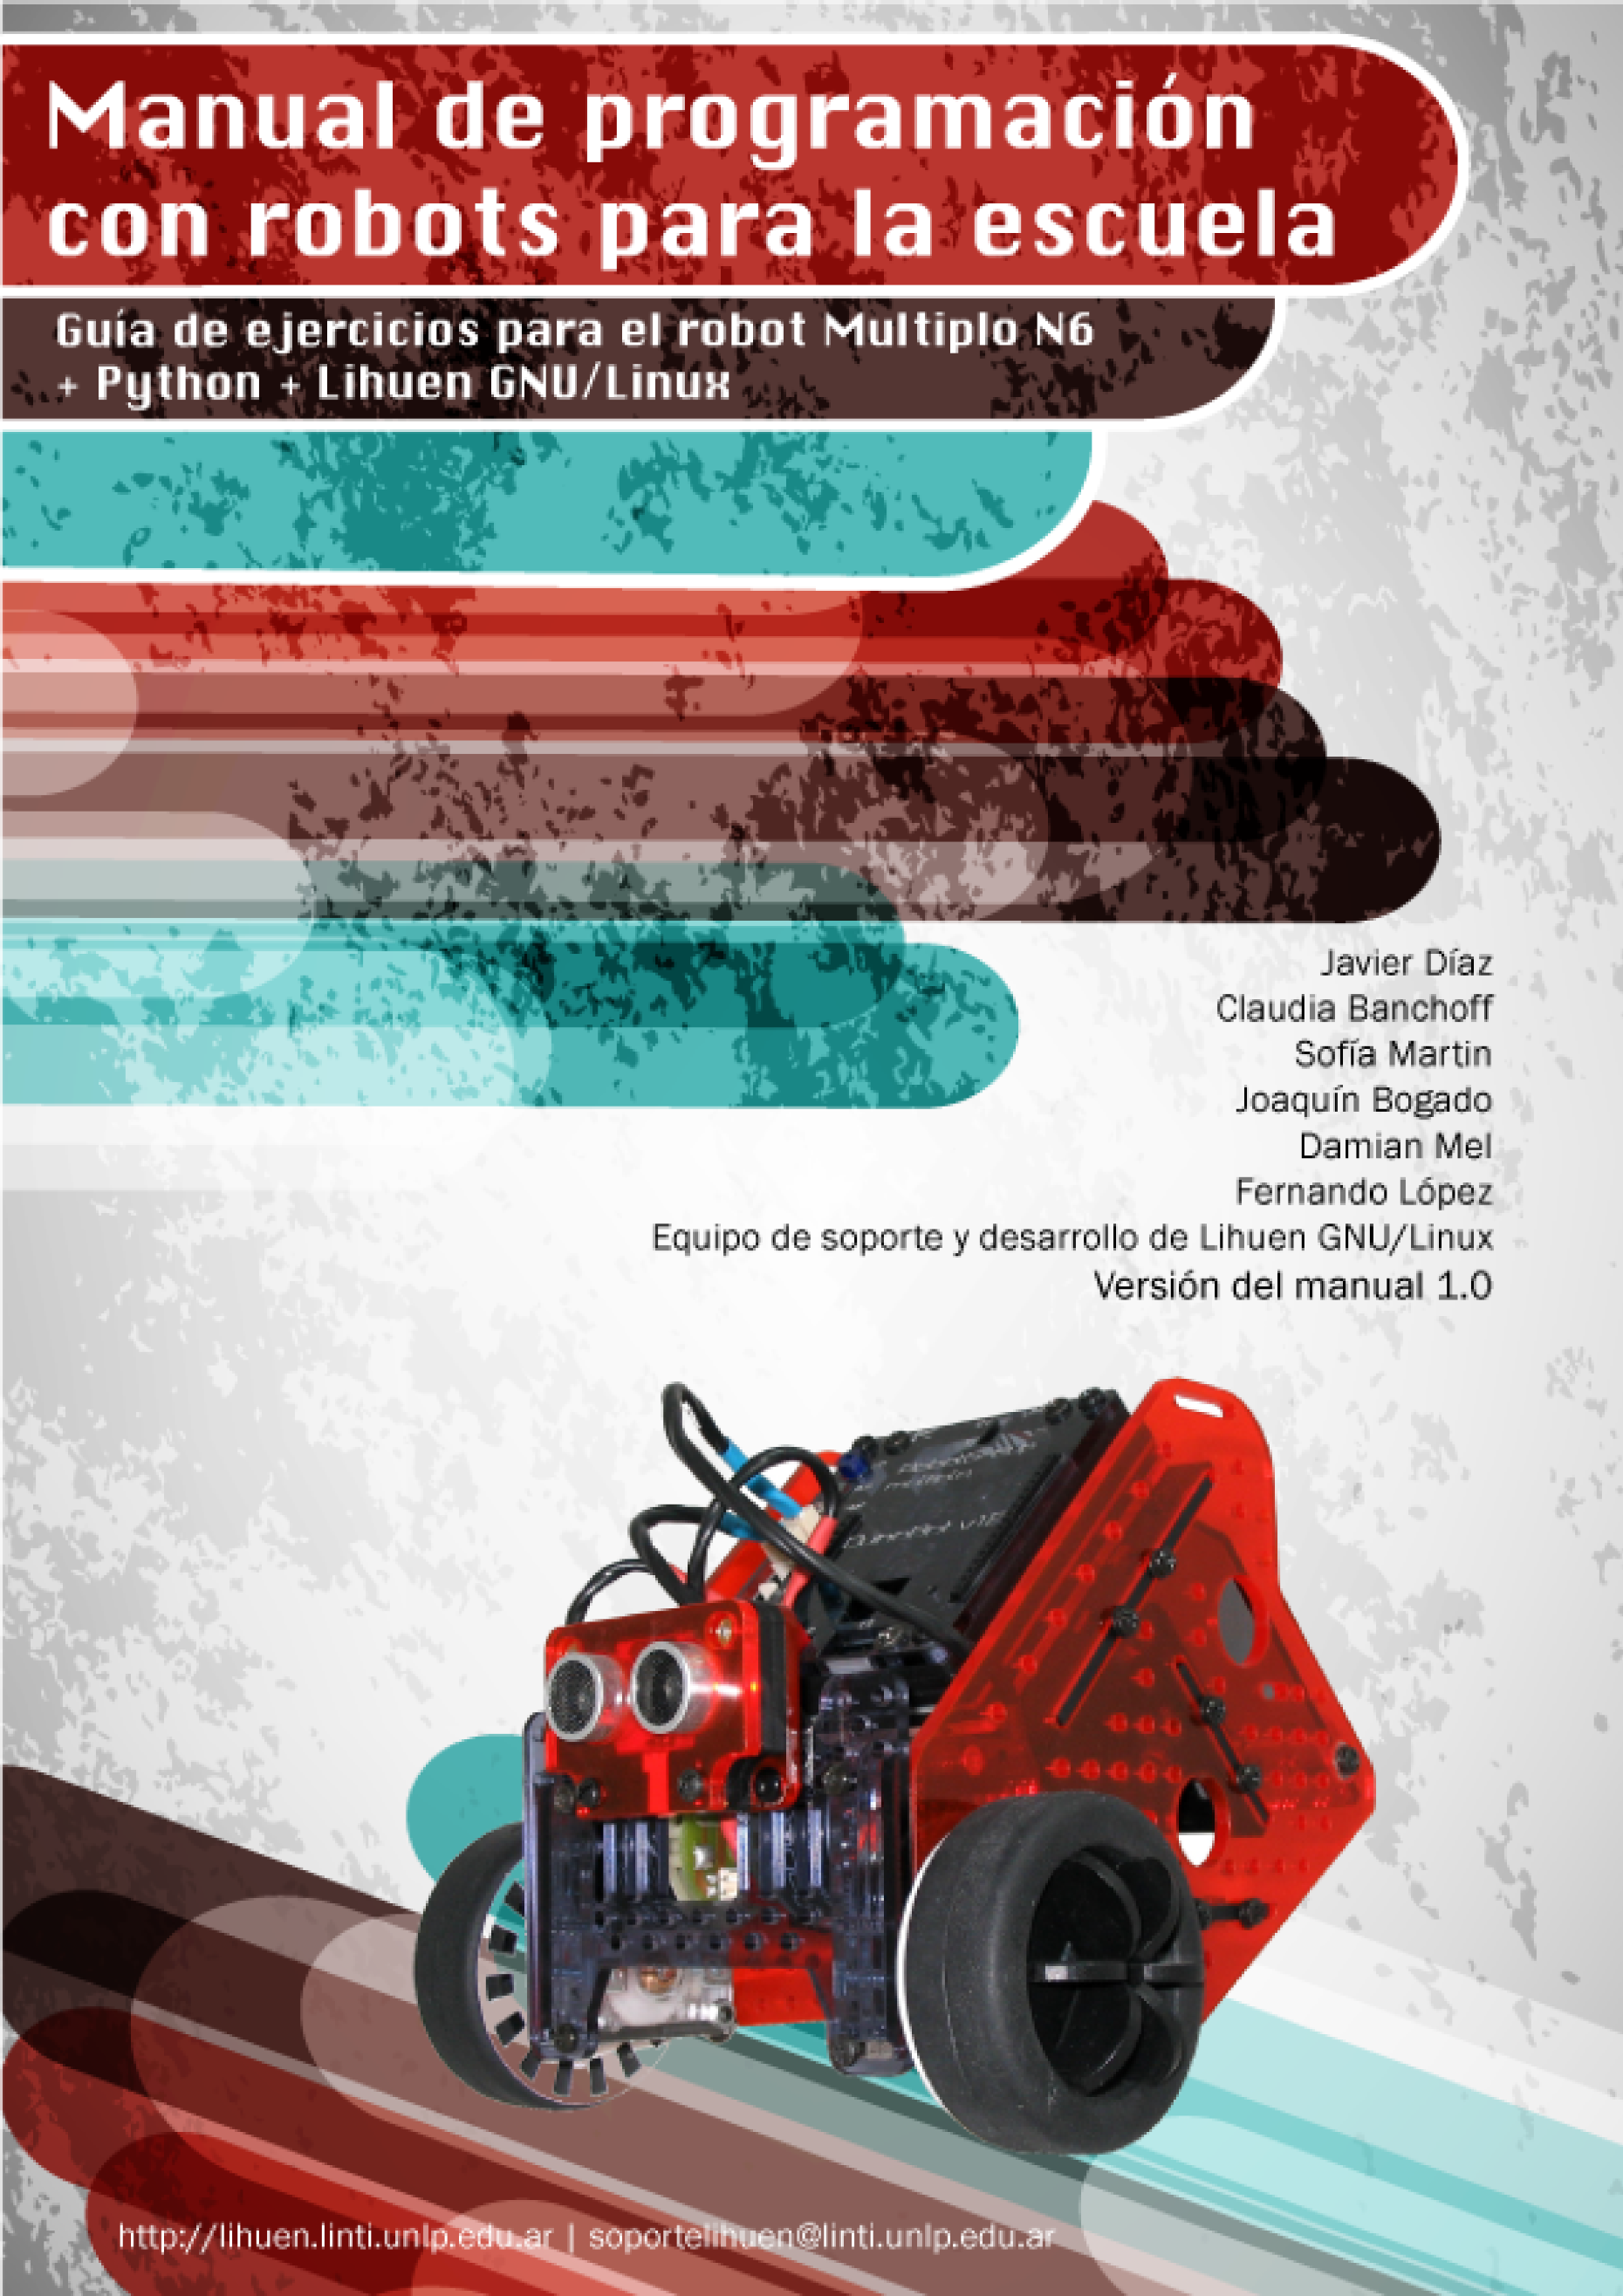 Manual de programación
con robots para la escuela
Guía de ejercicios para el robot Multiplo N6
+ Python + Lihuen GNU/Linux
Javier Díaz
Claudia Banchoff
Sofía Martin
Joaquín Bogado
Damian Mel
Fernando López
Equipo de soporte y desarrollo de Lihuen GNU/Linux
Versión del manual 1.0
http://lihuen.linti.unlp.edu.ar | soportelihuen@linti.unlp.edu.ar